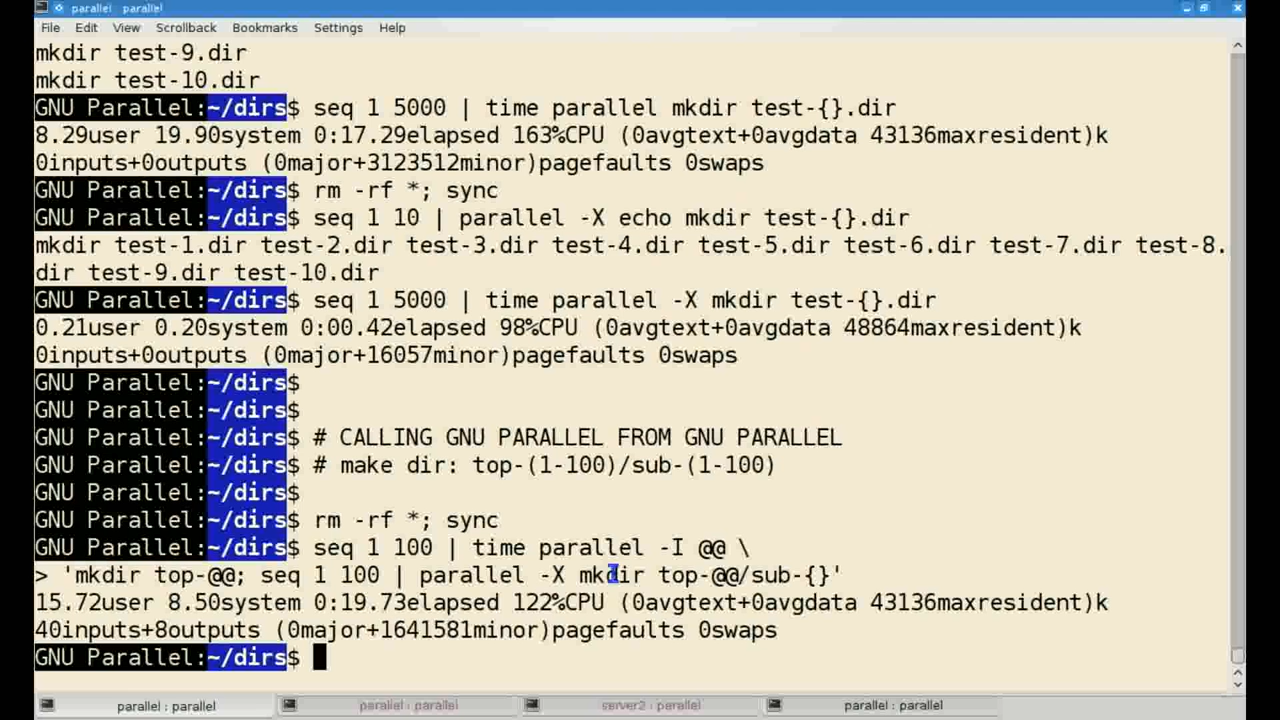 parallel : parallel
File Edit View Scrollback Bookmarks Settings Help
mkdir test-9.dir
mkdir test-10.dir
GNU Parallel:~/dirs$ seq 1 5000 | time parallel mkdir test-{}.dir
8.29user 19.90system 0:17.29elapsed 163%CPU (0avgtext+0avgdata 43136maxresident)k
0inputs+0outputs (0major+3123512minor)pagefaults 0swaps
GNU Parallel:~/dirs$ rm -rf *; sync
GNU Parallel:~/dirs$ seq 1 10 | parallel -X echo mkdir test-{}.dir
mkdir test-1.dir test-2.dir test-3.dir test-4.dir test-5.dir test-6.dir test-7.dir test-8.
dir test-9.dir test-10.dir
GNU Parallel:~/dirs$ seq 1 5000 | time parallel -X mkdir test-{}.dir
0.21user 0.20system 0:00.42elapsed 98%CPU (0avgtext+0avgdata 48864maxresident)k
0inputs+0outputs (0major+16057minor)pagefaults 0swaps
GNU Parallel:~/dirs$
GNU Parallel:~/dirs$
GNU Parallel:~/dirs$ # CALLING GNU PARALLEL FROM GNU PARALLEL
GNU Parallel:~/dirs$ # make dir: top-(1-100)/sub-(1-100)
GNU Parallel:~/dirs$
GNU Parallel:~/dirs$ rm -rf *; sync
GNU Parallel:~/dirs$ seq 1 100 | time parallel -I @@ \
> 'mkdir top-@@; seq 1 100 | parallel -X mkdir top-@@/sub-{}'
15.72user 8.50system 0:19.73elapsed 122%CPU (0avgtext+0avgdata 43136maxresident)k
40inputs+8outputs (0major+1641581minor)pagefaults 0swaps
GNU Parallel:~/dirs$
parallel : parallel parallel : parallel server2 : parallel parallel : parallel